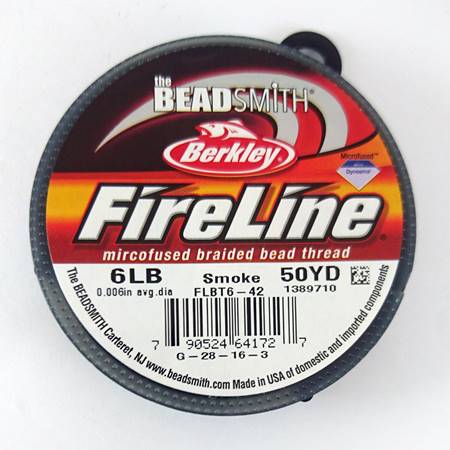 the
BEADSMITH®
Berkley®
Microfused™
with
Dyneema®
FIRELINE®
mircofused braided bead thread
6LB Smoke 50YD
0.006in avg.dia FLBT6-42 1389710
7 90524 64172 7
G-28-16-3
The BEADSMITH Carteret, NJ www.beadsmith.com Made in USA of domestic and imported components